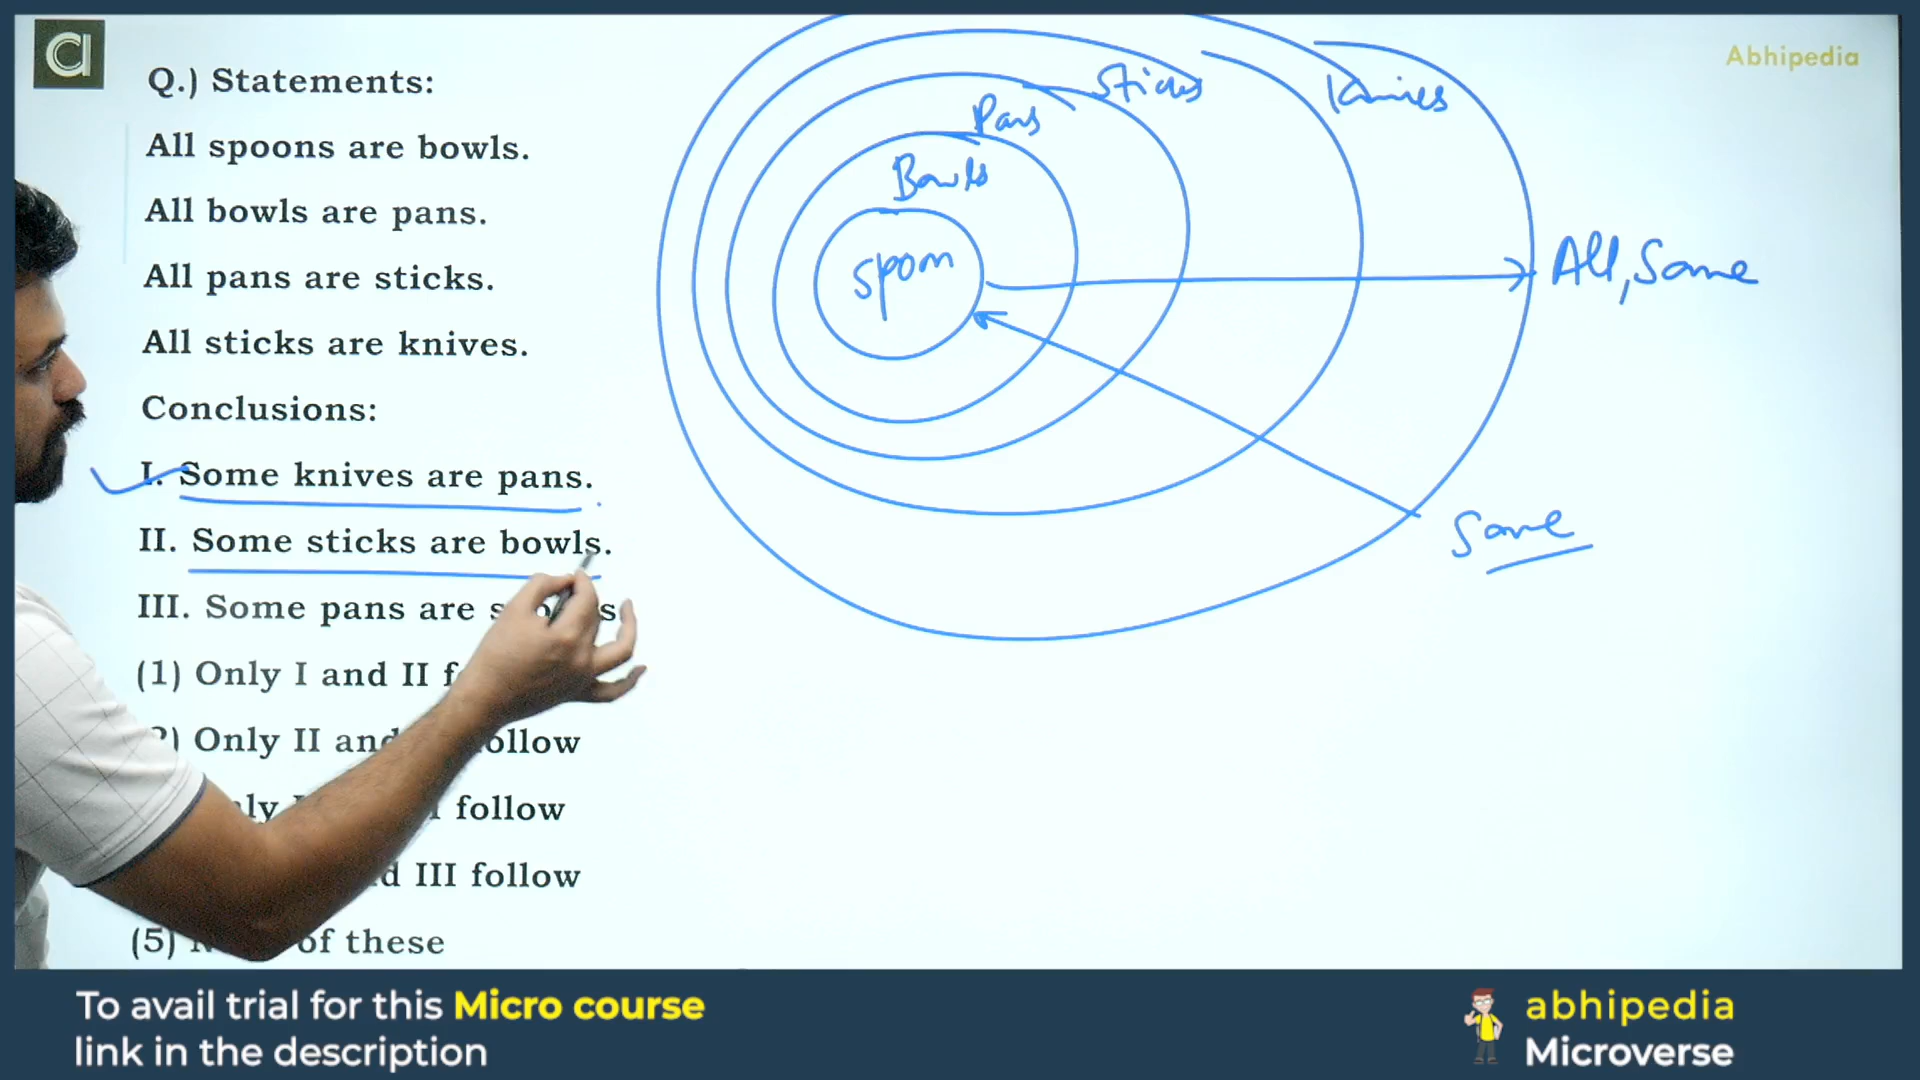 Q.) Statements:
All spoons are bowls.
All bowls are pans.
All pans are sticks.
All sticks are knives.
Conclusions:
I. Some knives are pans.
II. Some sticks are bowls.
III. Some pans are
(1) Only I and II
Only II and follow
follow
III follow
(5) of these
Abhipedia
Sticks
Knives
Pans
Bowls
Spoon
All, Some
Some
To avail trial for this Micro course
link in the description
abhipedia
Microverse